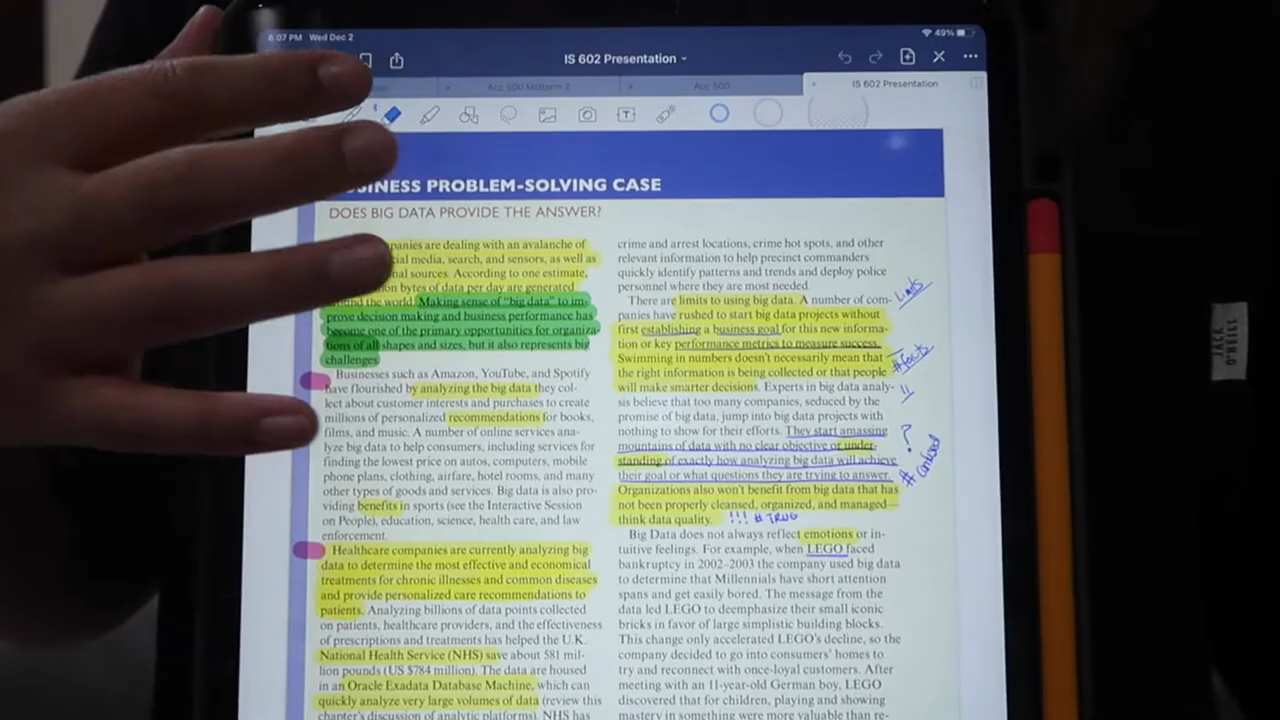 6:07 PM Wed Dec 2
49%
IS 602 Presentation
Acc 500 Midterm 2
Acc 500
IS 602 Presentation
BUSINESS PROBLEM-SOLVING CASE
DOES BIG DATA PROVIDE THE ANSWER?
panies are dealing with an avalanche of
cial media, search, and sensors, as well as
nal sources. According to one estimate,
on bytes of data per day are generated
around the world. Making sense of "big data" to im-
prove decision making and business performance has
become one of the primary opportunities for organiza-
tions of all shapes and sizes, but it also represents big
challenges
Businesses such as Amazon, YouTube, and Spotify
have flourished by analyzing the big data they col-
lect about customer interests and purchases to create
millions of personalized recommendations for books,
films, and music. A number of online services ana-
lyze big data to help consumers, including services for
finding the lowest price on autos, computers, mobile
phone plans, clothing, airfare, hotel rooms, and many
other types of goods and services. Big data is also pro-
viding benefits in sports (see the Interactive Session
on People), education, science, health care, and law
enforcement.
Healthcare companies are currently analyzing big
data to determine the most effective and economical
treatments for chronic illnesses and common diseases
and provide personalized care recommendations to
patients. Analyzing billions of data points collected
on patients, healthcare providers, and the effectiveness
of prescriptions and treatments has helped the U.K.
National Health Service (NHS) save about 581 mil-
lion pounds (US $784 million). The data are housed
in an Oracle Exadata Database Machine, which can
quickly analyze very large volumes of data (review this
chapter's discussion of analytic platforms). NHS has
crime and arrest locations, crime hot spots, and other
relevant information to help precinct commanders
quickly identify patterns and trends and deploy police
personnel where they are most needed.
There are limits to using big data. A number of com-
panies have rushed to start big data projects without
first establishing a business goal for this new informa-
tion or key performance metrics to measure success.
Swimming in numbers doesn't necessarily mean that
the right information is being collected or that people
will make smarter decisions. Experts in big data analy-
sis believe that too many companies, seduced by the
promise of big data, jump into big data projects with
nothing to show for their efforts. They start amassing
mountains of data with no clear objective or under-
standing of exactly how analyzing big data will achieve
their goal or what questions they are trying to answer.
Organizations also won't benefit from big data that has
not been properly cleansed, organized, and managed—
think data quality. !!! # TRUE
Big Data does not always reflect emotions or in-
tuitive feelings. For example, when LEGO faced
bankruptcy in 2002–2003 the company used big data
to determine that Millennials have short attention
spans and get easily bored. The message from the
data led LEGO to deemphasize their small iconic
bricks in favor of large simplistic building blocks.
This change only accelerated LEGO's decline, so the
company decided to go into consumers' homes to
try and reconnect with once-loyal customers. After
meeting with an 11-year-old German boy, LEGO
discovered that for children, playing and showing
mastery in something were more valuable than re-
Limits
# facts
!!
?
# confused
JACK
O'NEILL